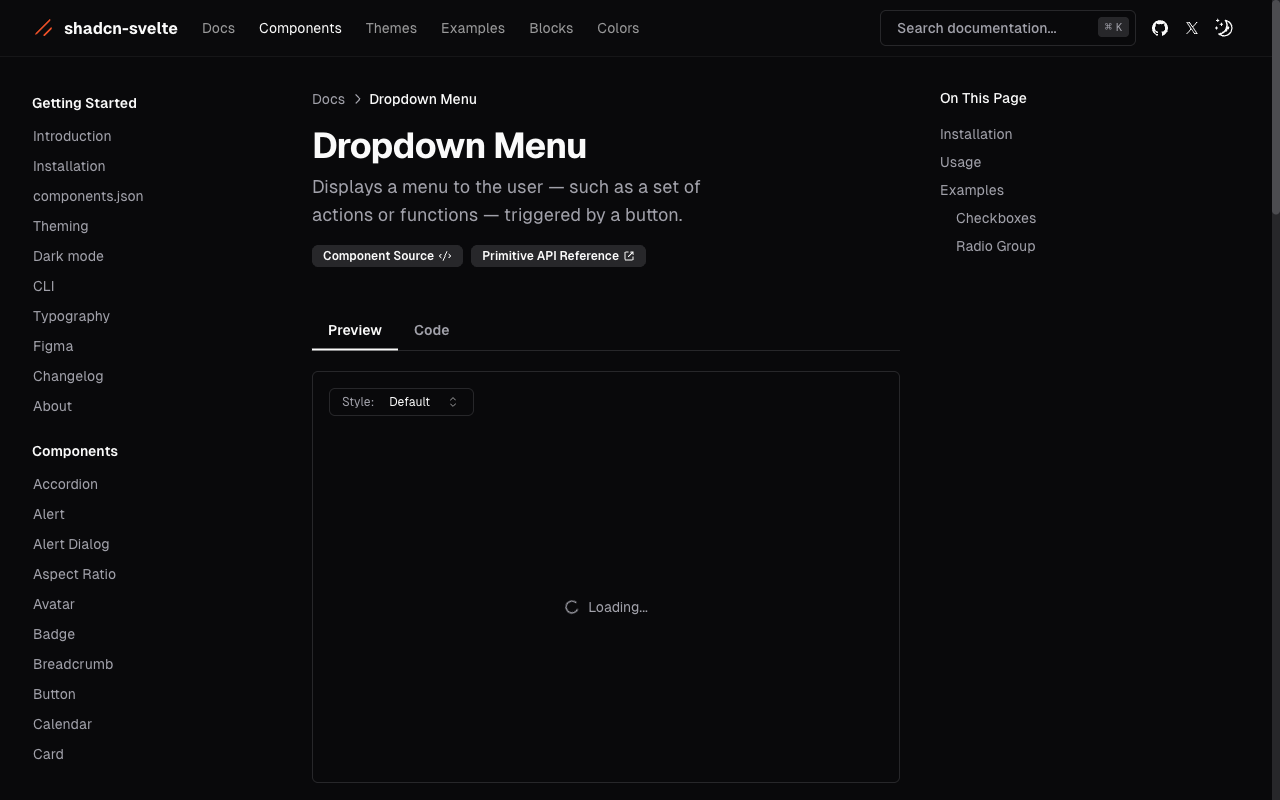 shadcn-svelte Docs Components Themes Examples Blocks Colors Search documentation... ⌘ K
Getting Started
Introduction
Installation
components.json
Theming
Dark mode
CLI
Typography
Figma
Changelog
About
Components
Accordion
Alert
Alert Dialog
Aspect Ratio
Avatar
Badge
Breadcrumb
Button
Calendar
Card
Docs Dropdown Menu
Dropdown Menu
Displays a menu to the user — such as a set of
actions or functions — triggered by a button.
Component Source Primitive API Reference
Preview Code
Style: Default
Loading...
On This Page
Installation
Usage
Examples
Checkboxes
Radio Group